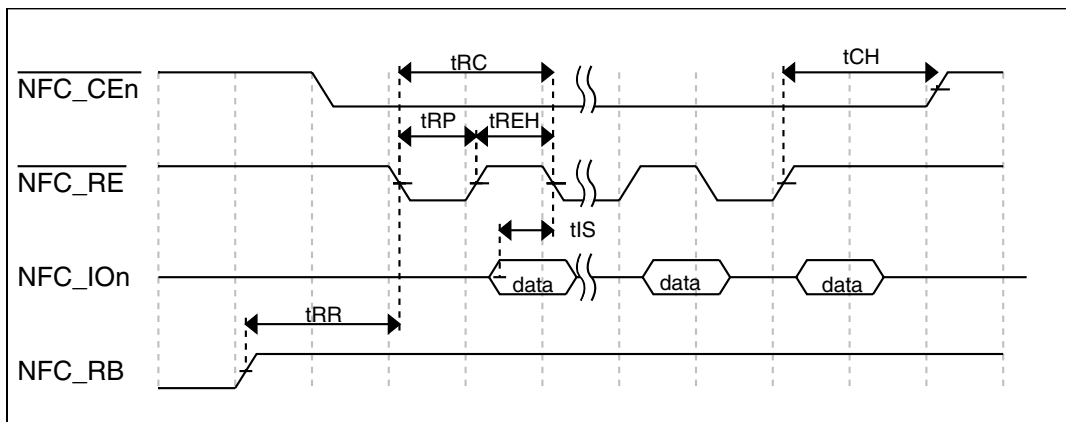 tRC
tCH
NFC_CEn
tRP
tREH
NFC_RE
tIS
NFC_IOn
data
data
data
tRR
NFC_RB